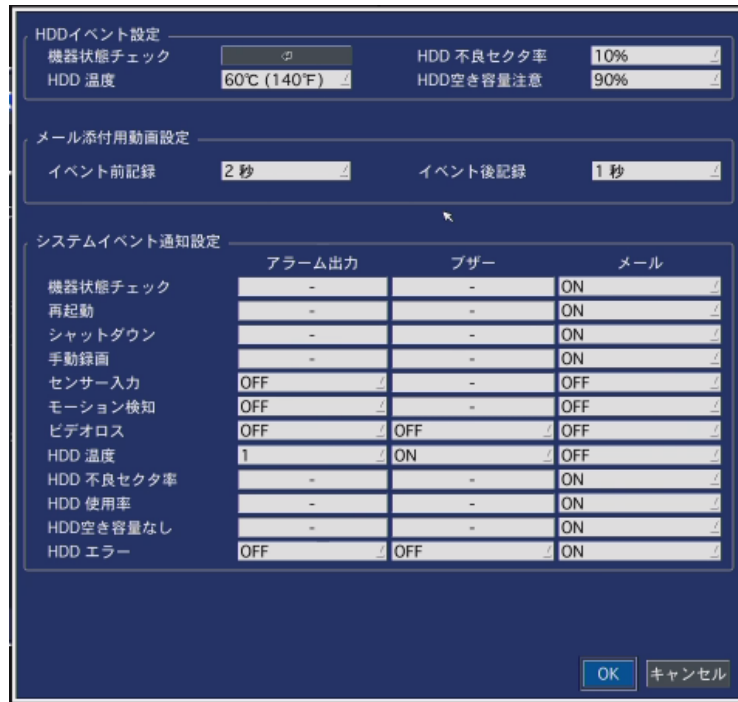 HDDイベント設定
機器状態チェック HDD 不良セクタ率 10%
HDD 温度 60℃ (140°F) HDD空き容量注意 90%
メール添付用動画設定
イベント前記録 2 秒 イベント後記録 1 秒
システムイベント通知設定
アラーム出力 ブザー メール
機器状態チェック - - ON
再起動 - - ON
シャットダウン - - ON
手動録画 - - ON
センサー入力 OFF - OFF
モーション検知 OFF - OFF
ビデオロス OFF OFF OFF
HDD 温度 1 ON OFF
HDD 不良セクタ率 - - ON
HDD 使用率 - - ON
HDD空き容量なし - - ON
HDD エラー OFF OFF ON
OK キャンセル